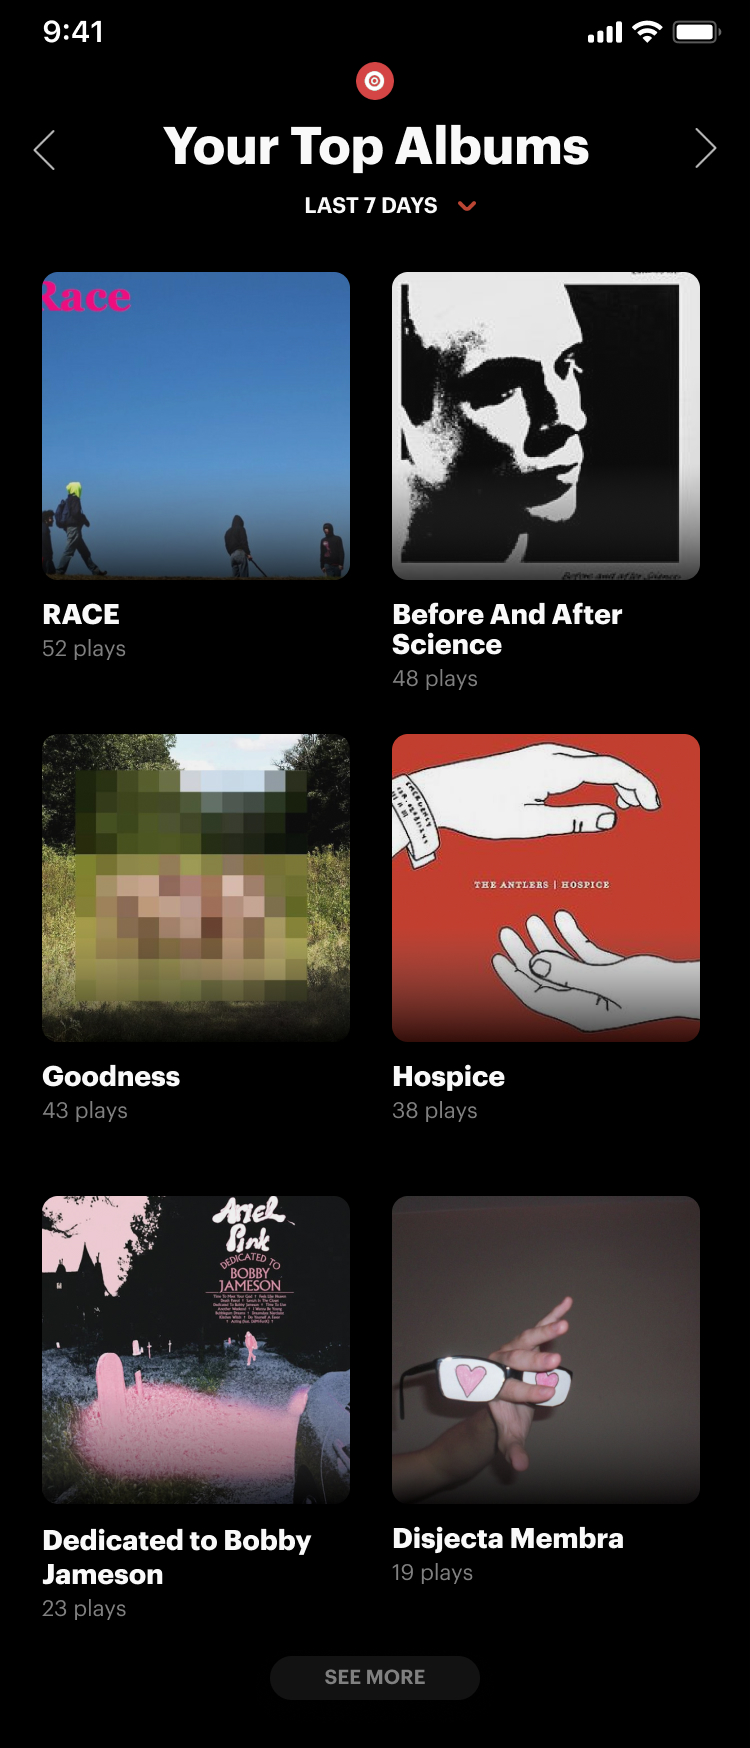 9:41
Your Top Albums
LAST 7 DAYS
Race
RACE
52 plays
Before and after Science.
Before And After
Science
48 plays
Goodness
43 plays
EMERGENCY
THE ANTLERS | HOSPICE
Hospice
38 plays
Ariel
Pink
DEDICATED TO
BOBBY
JAMESON
Dedicated to Bobby
Jameson
23 plays
Disjecta Membra
19 plays
SEE MORE